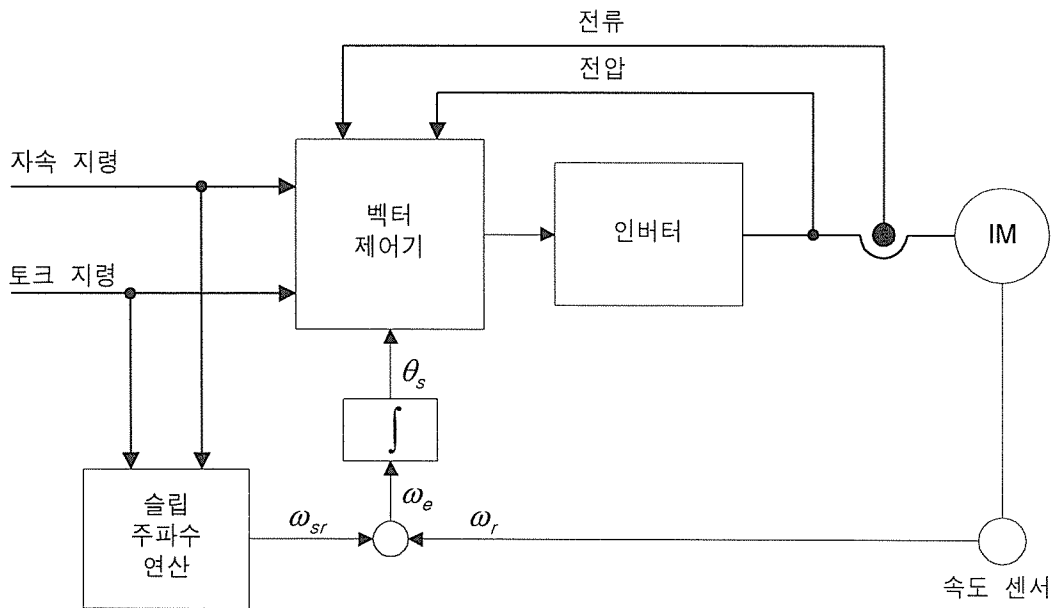 전류
전압
자속 지령
벡터
제어기
인버터
IM
토크 지령
θs
∫
슬립
주파수
연산
ωsr
ωe
ωr
속도 센서